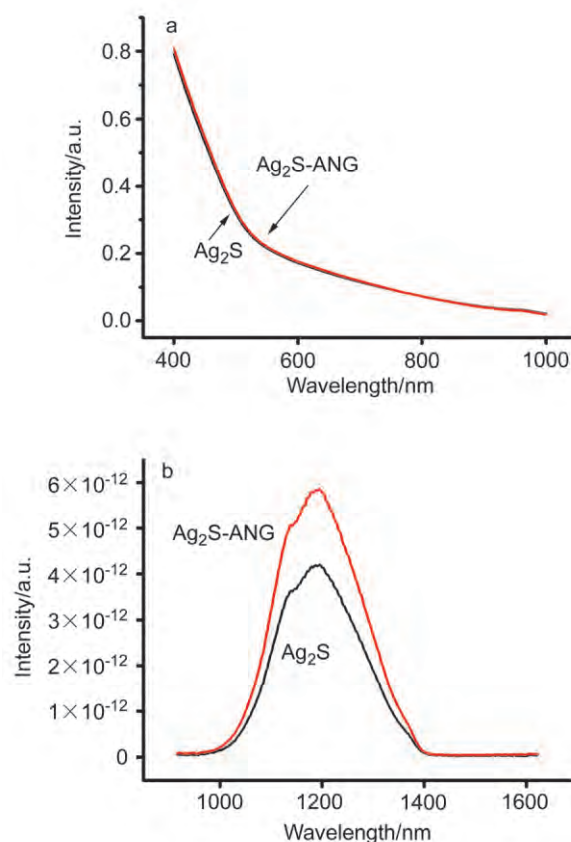 a
0.8
0.6
0.4
0.2
0.0
Intensity/a.u.
Ag₂S-ANG
Ag₂S
400 600 800 1000
Wavelength/nm
b
6×10⁻¹²
5×10⁻¹²
4×10⁻¹²
3×10⁻¹²
2×10⁻¹²
1×10⁻¹²
0
Intensity/a.u.
Ag₂S-ANG
Ag₂S
1000 1200 1400 1600
Wavelength/nm